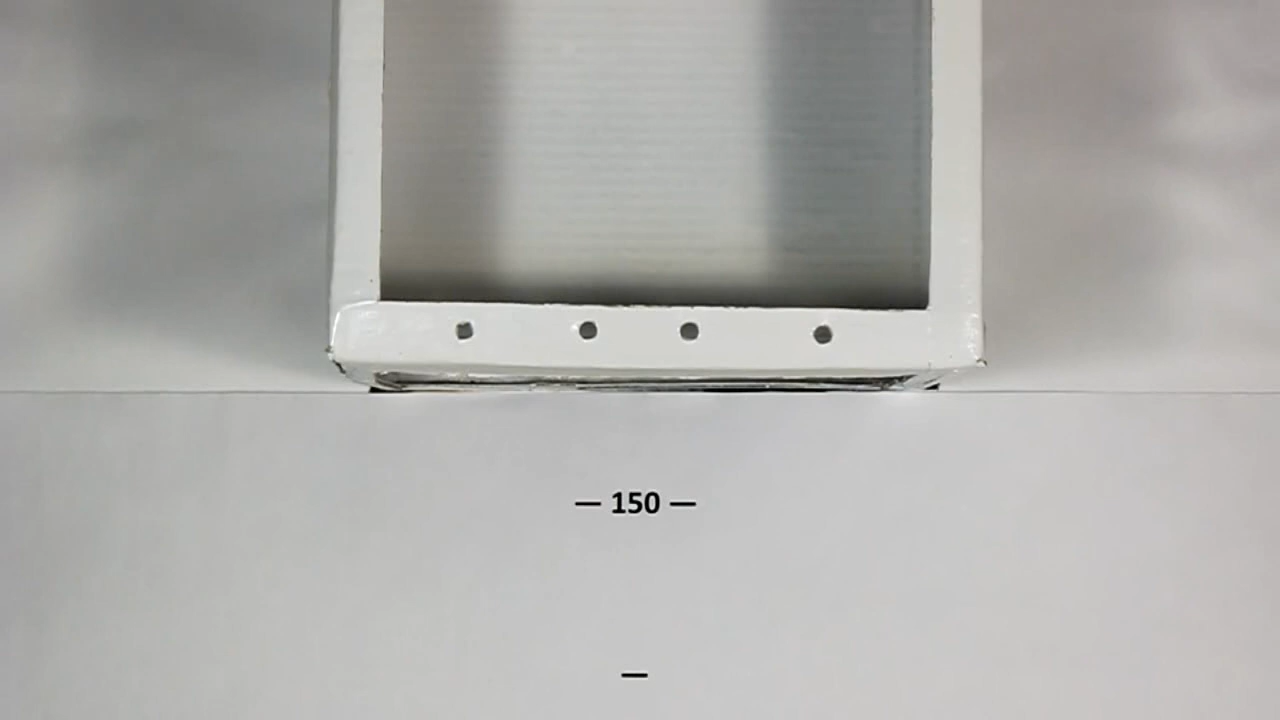 — 150 —
—